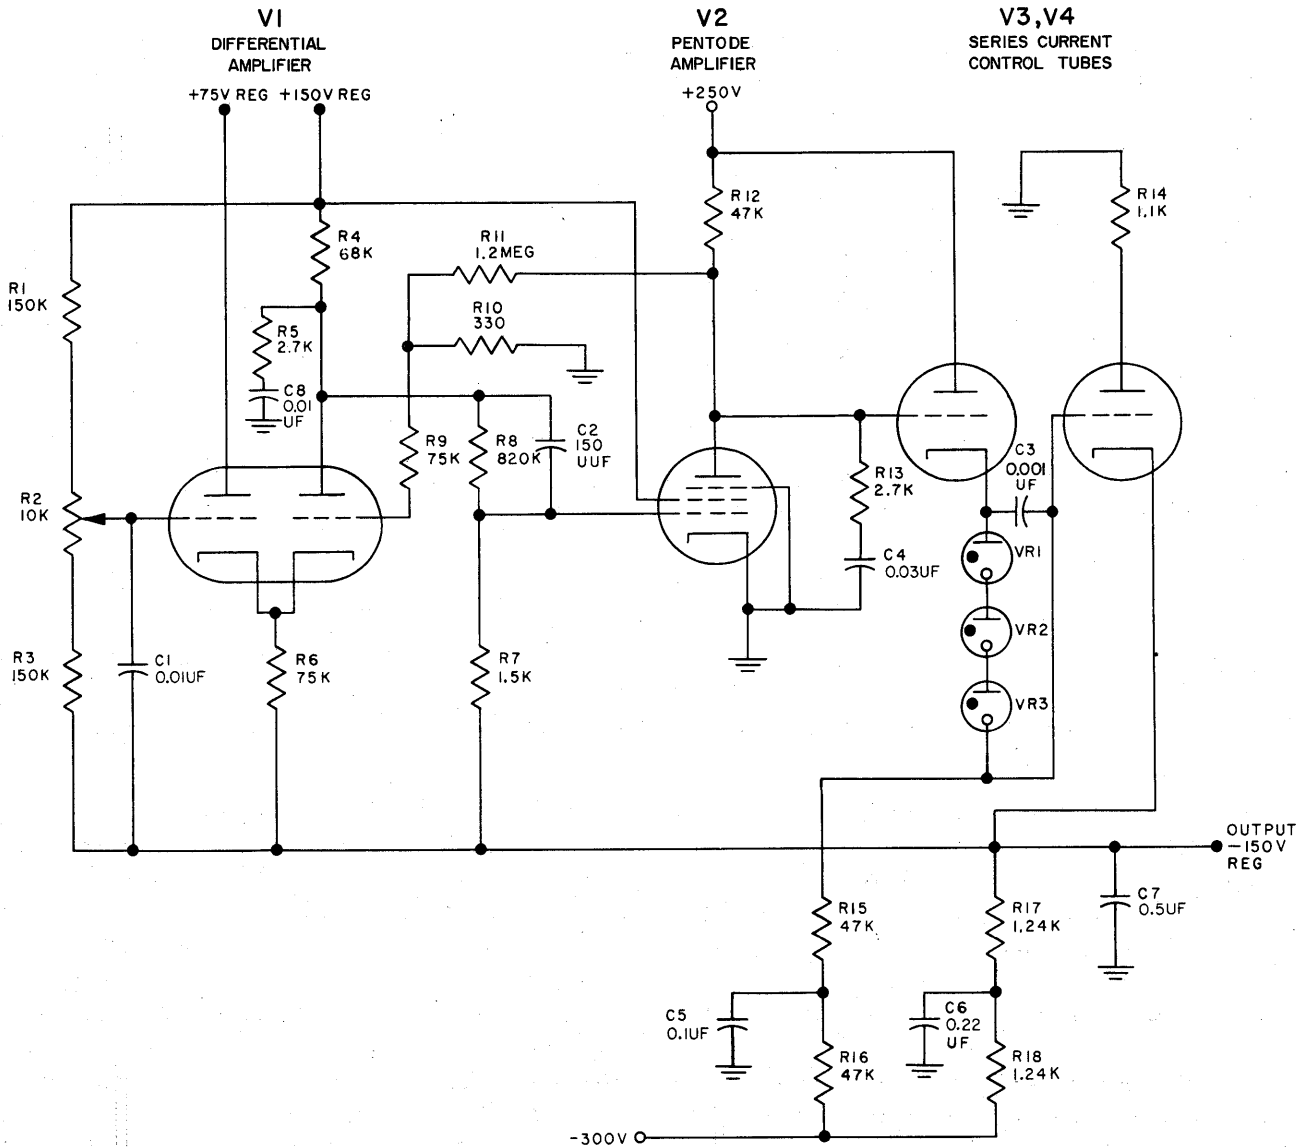 V1
DIFFERENTIAL
AMPLIFIER
V2
PENTODE
AMPLIFIER
V3,V4
SERIES CURRENT
CONTROL TUBES
+75V REG
+150V REG
+250V
R1
150K
R4
68K
R11
1.2MEG
R12
47K
R14
1.1K
R5
2.7K
R10
330
C8
0.01
UF
R9
75K
R8
820K
C2
150
UUF
R2
10K
R13
2.7K
C3
0.001
UF
C4
0.03UF
VR1
VR2
VR3
R3
150K
C1
0.01UF
R6
75K
R7
1.5K
OUTPUT
-150V
REG
R15
47K
R17
1.24K
C7
0.5UF
C5
0.1UF
C6
0.22
UF
R16
47K
R18
1.24K
-300V